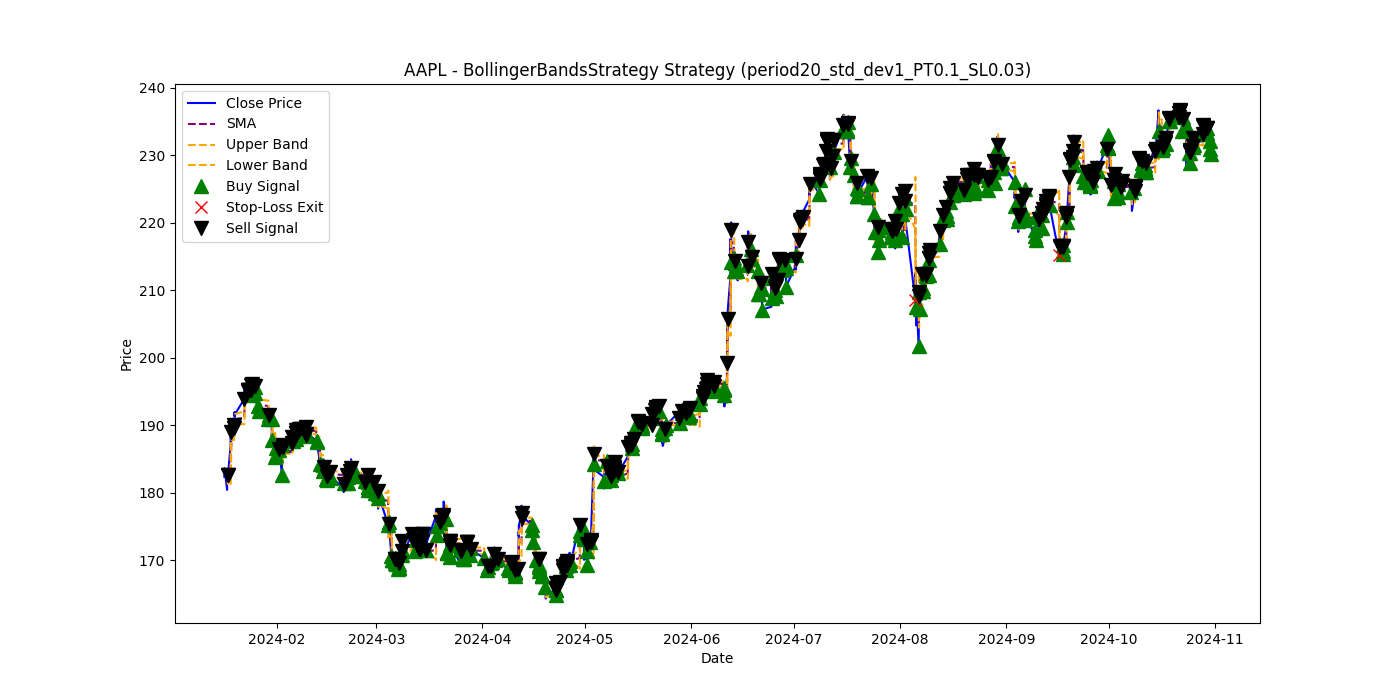 AAPL - BollingerBandsStrategy Strategy (period20_std_dev1_PT0.1_SL0.03)
Close Price
SMA
Upper Band
Lower Band
Buy Signal
Stop-Loss Exit
Sell Signal
240
230
220
210
200
190
180
170
Price
2024-02 2024-03 2024-04 2024-05 2024-06 2024-07 2024-08 2024-09 2024-10 2024-11
Date